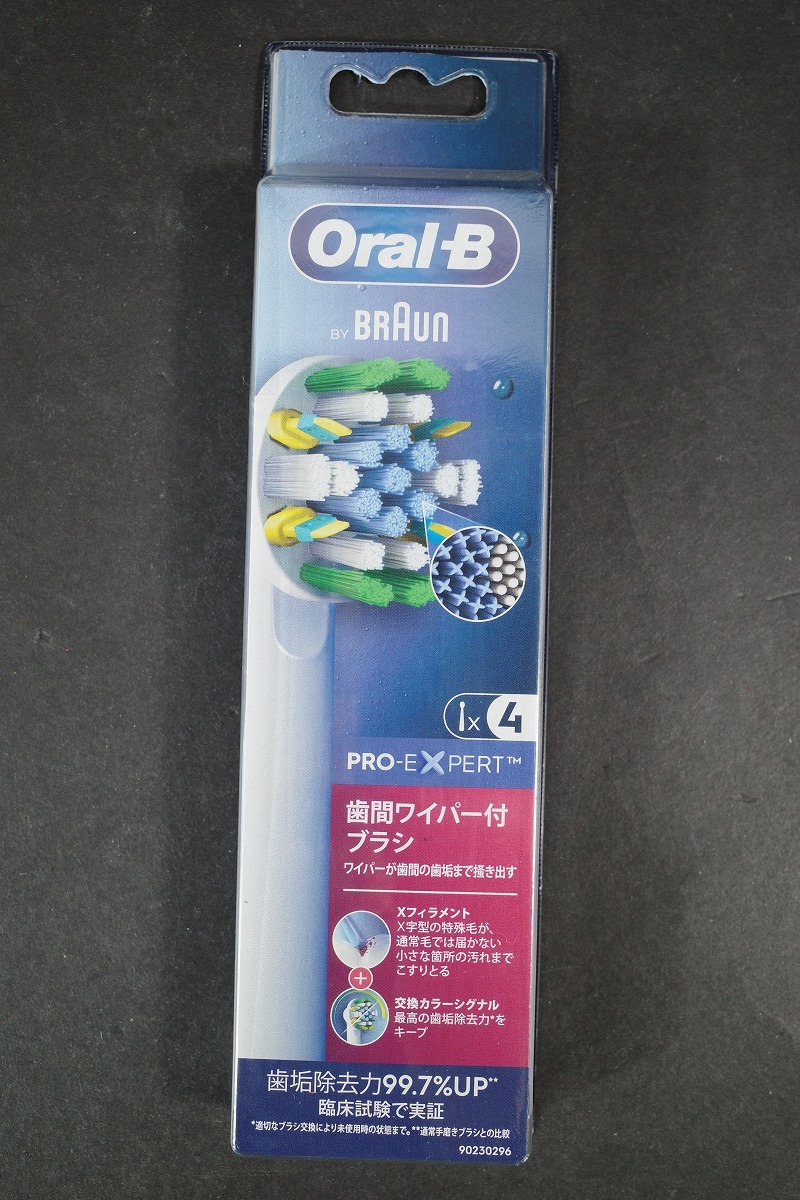 Oral-B
BY BRAUN
1x 4
PRO-EXPERT™
歯間ワイパー付
ブラシ
ワイパーが歯間の歯垢まで掻き出す
Xフィラメント
X字型の特殊毛が、
通常毛では届かない
小さな箇所の汚れまで
こすりとる
+
交換カラーシグナル
最高の歯垢除去力*を
キープ
歯垢除去力99.7%UP**
臨床試験で実証
*適切なブラシ交換により未使用時の状態まで。**通常手磨きブラシとの比較
90230296